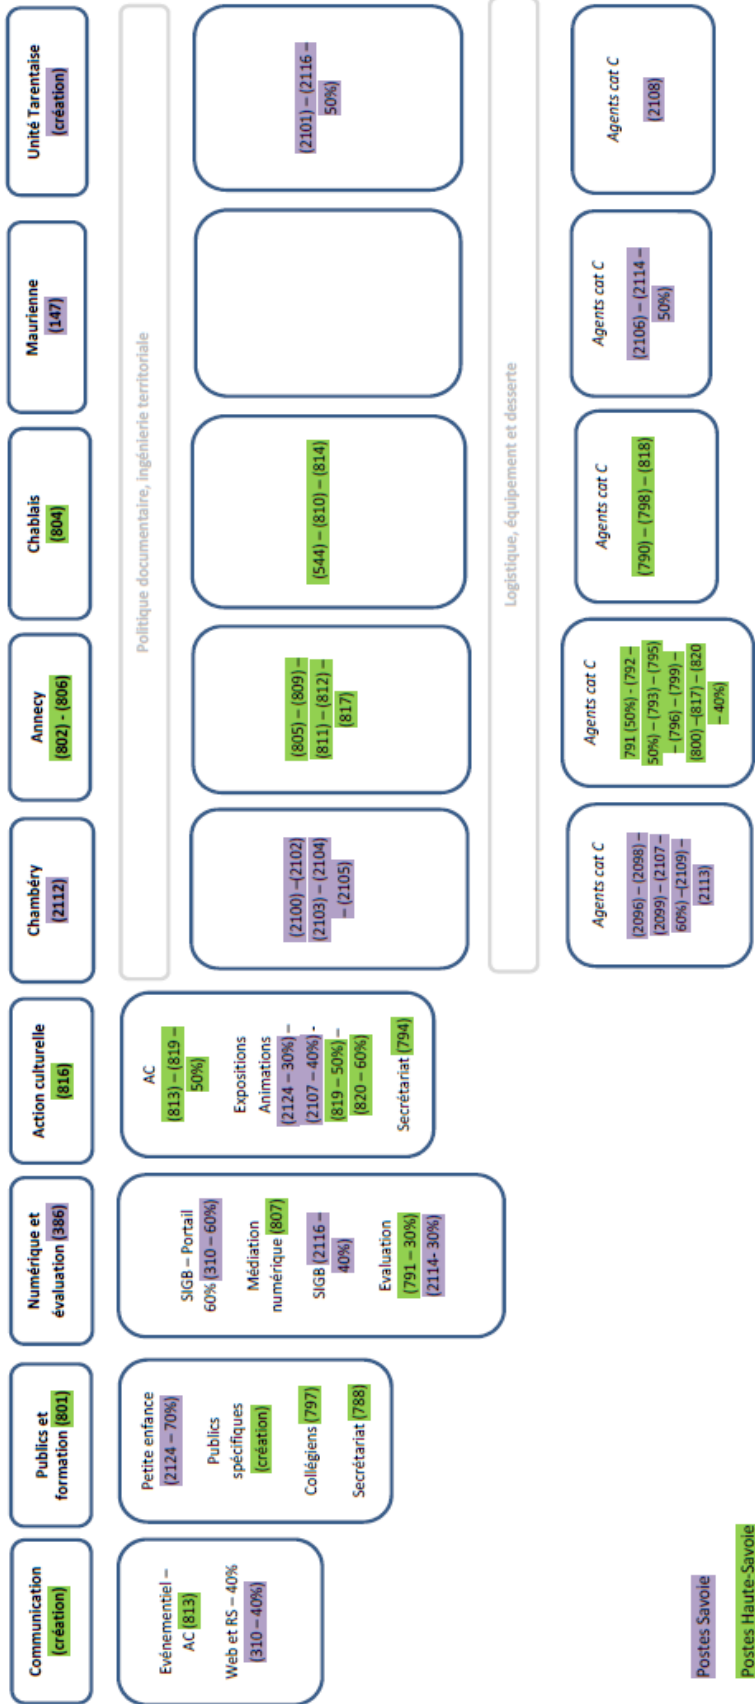 Communication
(création)
Publics et
formation (801)
Numérique et
évaluation (386)
Action culturelle
(816)
Chambéry
(2112)
Annecy
(802) - (806)
Chablais
(804)
Maurienne
(147)
Unité Tarentaise
(création)
Evénementiel –
AC (813)
Web et RS – 40%
(310 – 40%)
Petite enfance
(2124 – 70%)
Publics
spécifiques
(création)
Collégiens (797)
Secrétariat (788)
SIGB – Portail
60% (310 – 60%)
Médiation
numérique (807)
SIGB (2116 –
40%)
Evaluation
(791 – 30%)
(2114- 30%)
AC
(813) – (819 –
50%)
Expositions
Animations
(2124 – 30%) –
(2107 – 40%) -
(819 – 50%) –
(820 – 60%)
Secrétariat (794)
Politique documentaire, ingénierie territoriale
(2100) –(2102)
(2103) – (2104)
– (2105)
(805) – (809) –
(811) – (812) –
(817)
(544) – (810) – (814)
(2101) – (2116 –
50%)
Logistique, équipement et desserte
Agents cat C
(2096) – (2098) –
(2099) – (2107 –
60%) –(2109) –
(2113)
Agents cat C
791 (50%) - (792 –
50%) – (793) – (795)
– (796) – (799) –
(800) –(817) – (820
– 40%)
Agents cat C
(790) – (798) – (818)
Agents cat C
(2106) – (2114 –
50%)
Agents cat C
(2108)
Postes Savoie
Postes Haute-Savoie